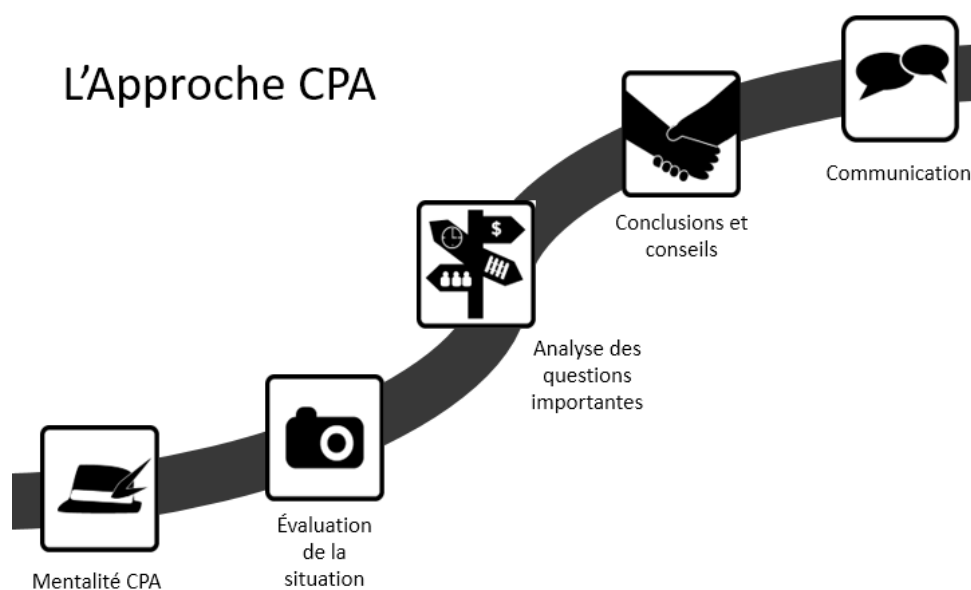 L'Approche CPA
Mentalité CPA
Évaluation
de la
situation
$
Analyse des
questions
importantes
Conclusions et
conseils
Communication